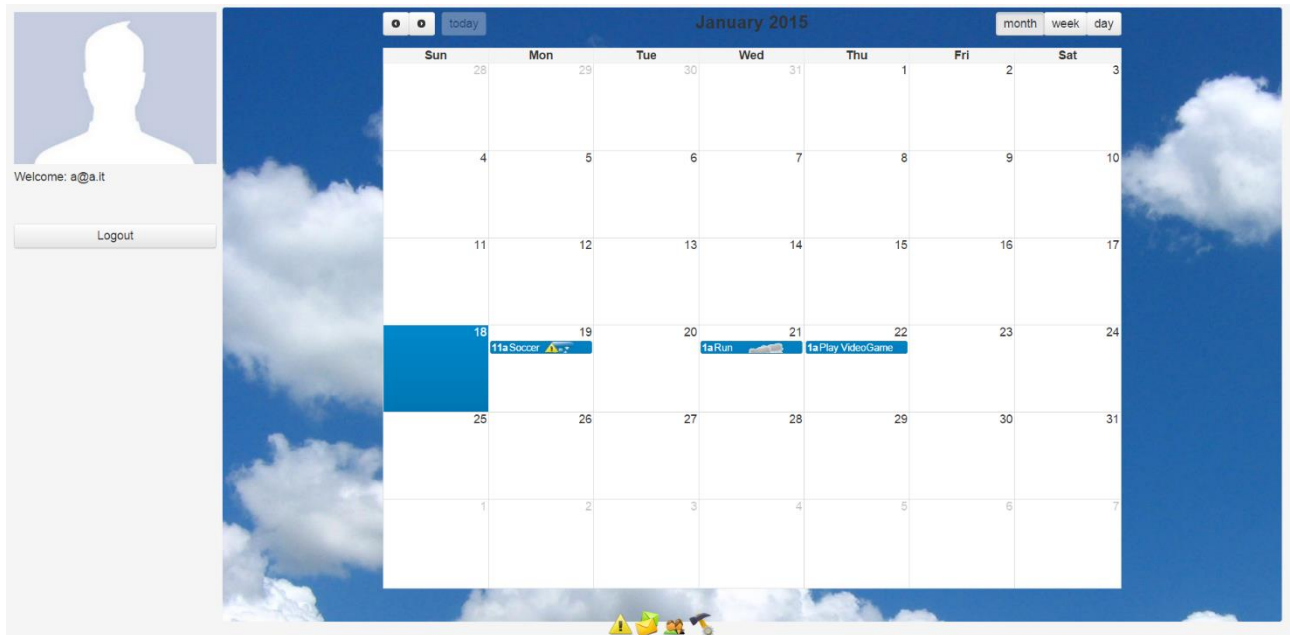 today January 2015 month week day
Sun Mon Tue Wed Thu Fri Sat
28 29 30 31 1 2 3
4 5 6 7 8 9 10
Welcome: a@a.it
Logout
11 12 13 14 15 16 17
18 19 20 21 22 23 24
11a Soccer 1a Run 1a Play VideoGame
25 26 27 28 29 30 31
1 2 3 4 5 6 7